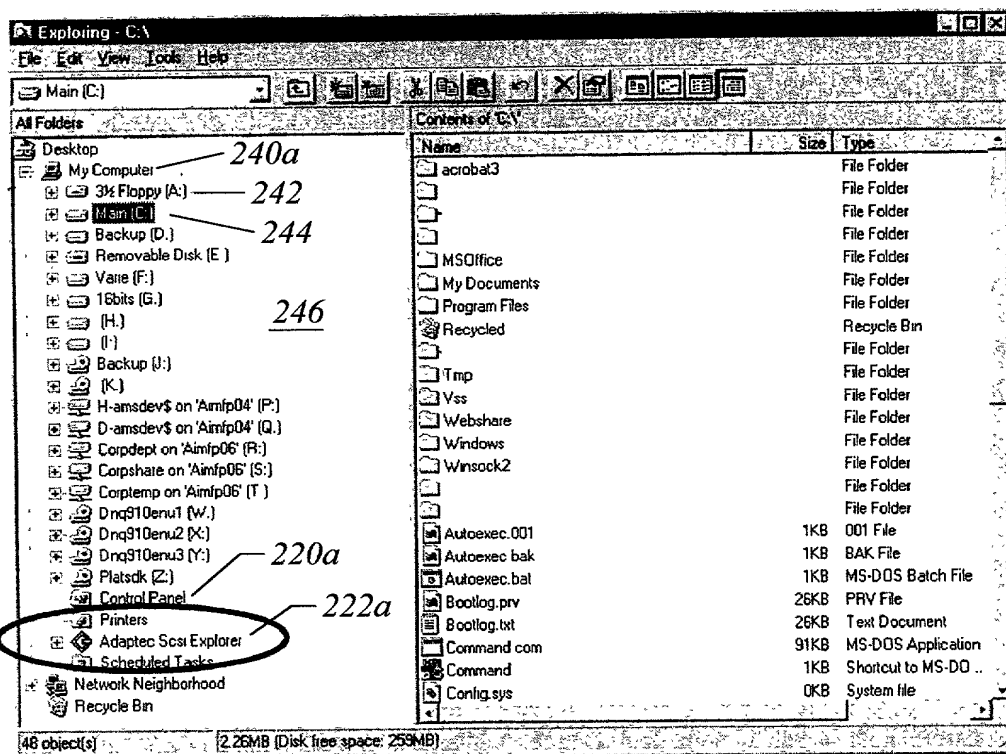 Exploring - C:\
File Edit View Tools Help
Main (C:)
All Folders
Contents of 'C:\'
Desktop
My Computer
240a
3½ Floppy (A:)
242
Main (C:)
244
Backup (D:)
Removable Disk (E )
(F:)
16bits (G.)
246
(H.)
(I:)
Backup (J:)
(K.)
H-amsdev$ on 'Aimfp04' (P:)
D-amsdev$ on 'Aimfp04' (Q.)
Corpdept on 'Aimfp06' (R:)
Corpshare on 'Aimfp06' (S:)
Corptemp on 'Aimfp06' (T )
Dnq910enu1 (W.)
Dnq910enu2 (X:)
Dnq910enu3 (Y:)
220a
Platsdk (Z:)
Control Panel
222a
Printers
Adaptec Scsi Explorer
Scheduled Tasks
Network Neighborhood
Recycle Bin
Name Size Type
acrobat3 File Folder
File Folder
File Folder
File Folder
MSOffice File Folder
My Documents File Folder
Program Files File Folder
Recycled Recycle Bin
File Folder
Tmp File Folder
Vss File Folder
Webshare File Folder
Windows File Folder
Winsock2 File Folder
File Folder
File Folder
Autoexec.001 1KB 001 File
Autoexec bak 1KB BAK File
Autoexec.bat 1KB MS-DOS Batch File
Bootlog.prv 26KB PRV File
Bootlog.txt 26KB Text Document
Command com 91KB MS-DOS Application
Command 1KB Shortcut to MS-DO ..
Config.sys 0KB System file
48 object(s) 2.26MB (Disk free space: 259MB)